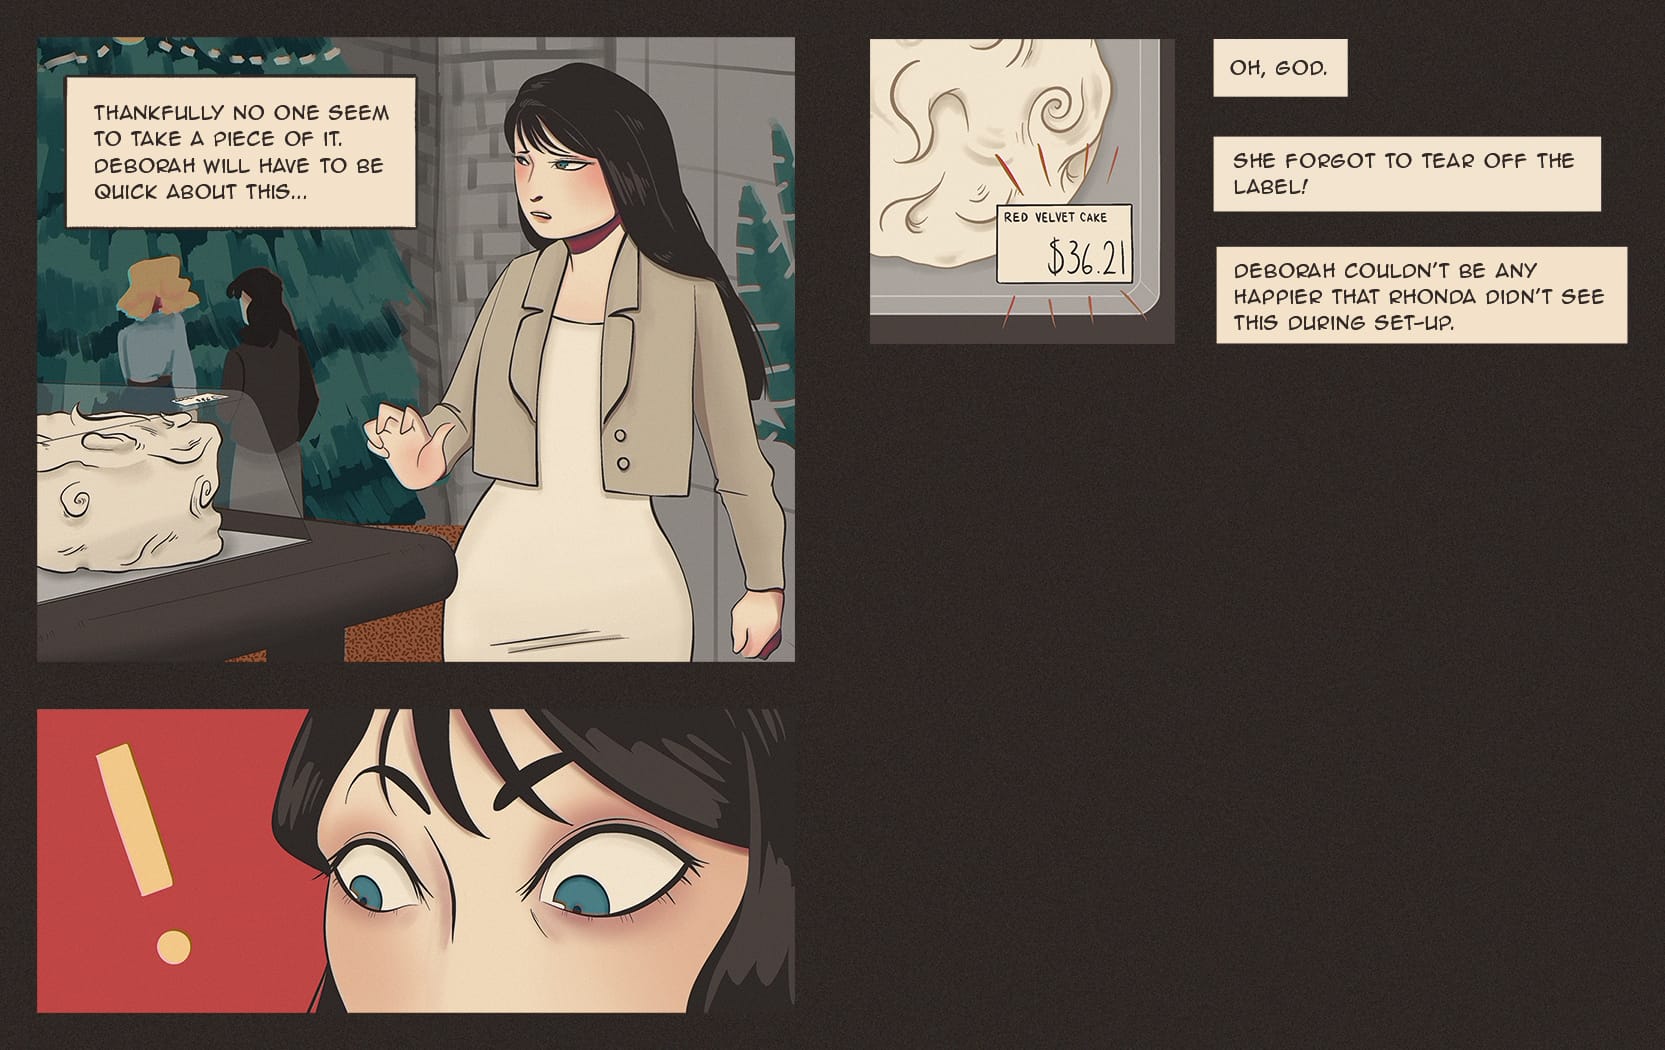 THANKFULLY NO ONE SEEM
TO TAKE A PIECE OF IT.
DEBORAH WILL HAVE TO BE
QUICK ABOUT THIS...
!
RED VELVET CAKE
$36.21
OH, GOD.
SHE FORGOT TO TEAR OFF THE
LABEL!
DEBORAH COULDN'T BE ANY
HAPPIER THAT RHONDA DIDN'T SEE
THIS DURING SET-UP.